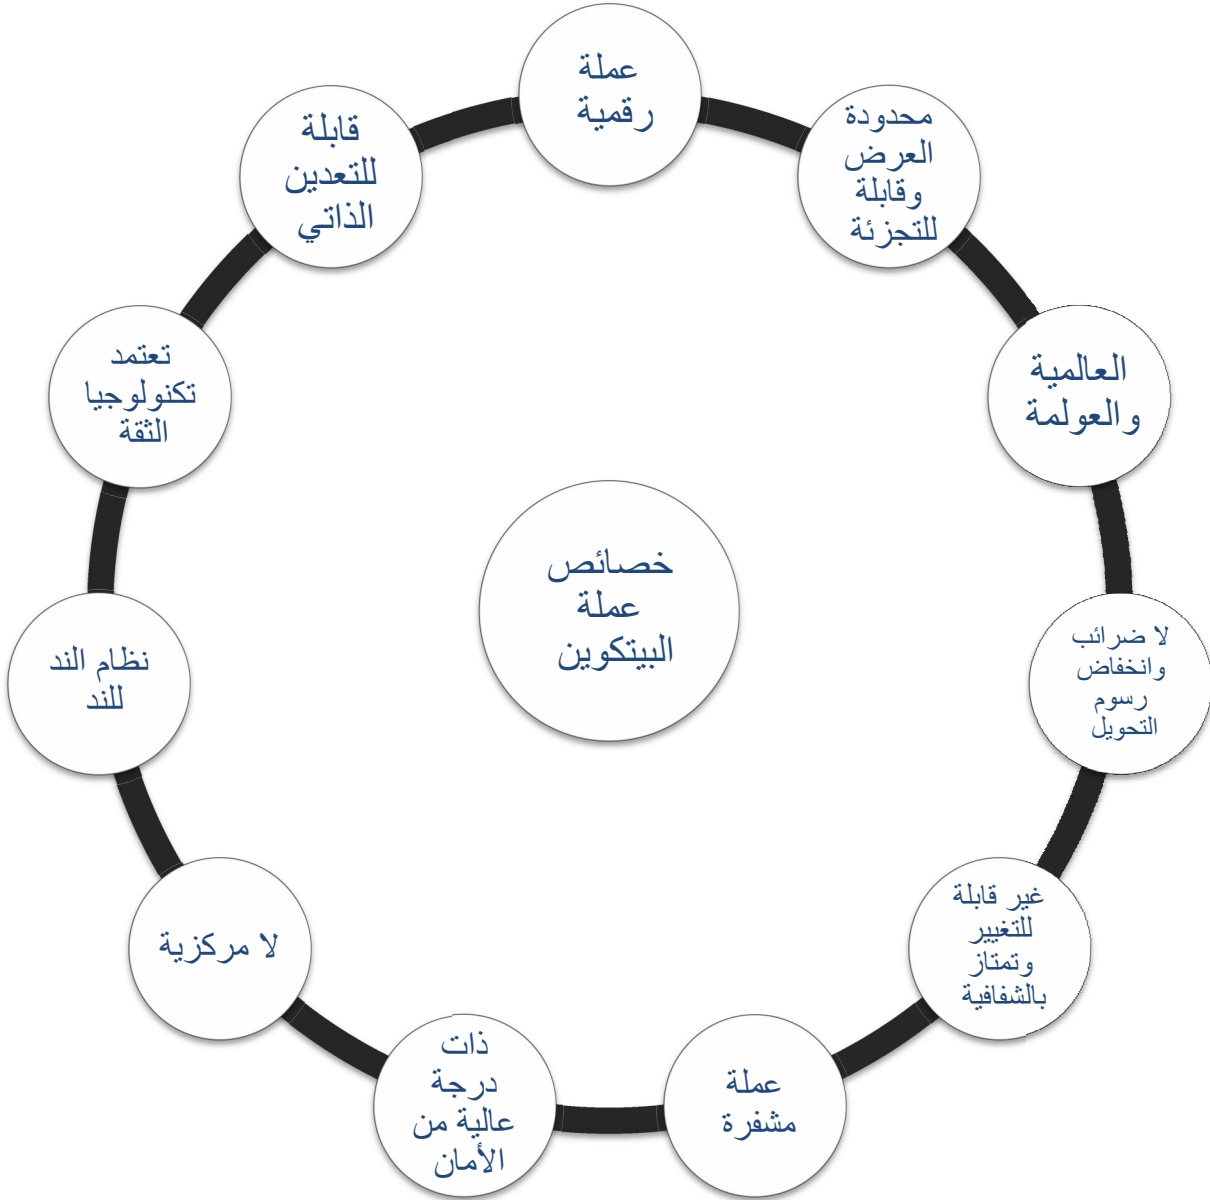 عملة
رقمية
محدودة
العرض
وقابلة
للتجزئة
العالمية
والعولمة
لا ضرائب
وانخفاض
رسوم
التحويل
غير قابلة
للتغيير
وتمتاز
بالشفافية
عملة
مشفرة
ذات
درجة
عالية من
الأمان
لا مركزية
نظام الند
للند
تعتمد
تكنولوجيا
الثقة
قابلة
للتعدين
الذاتي
خصائص
عملة
البيتكوين